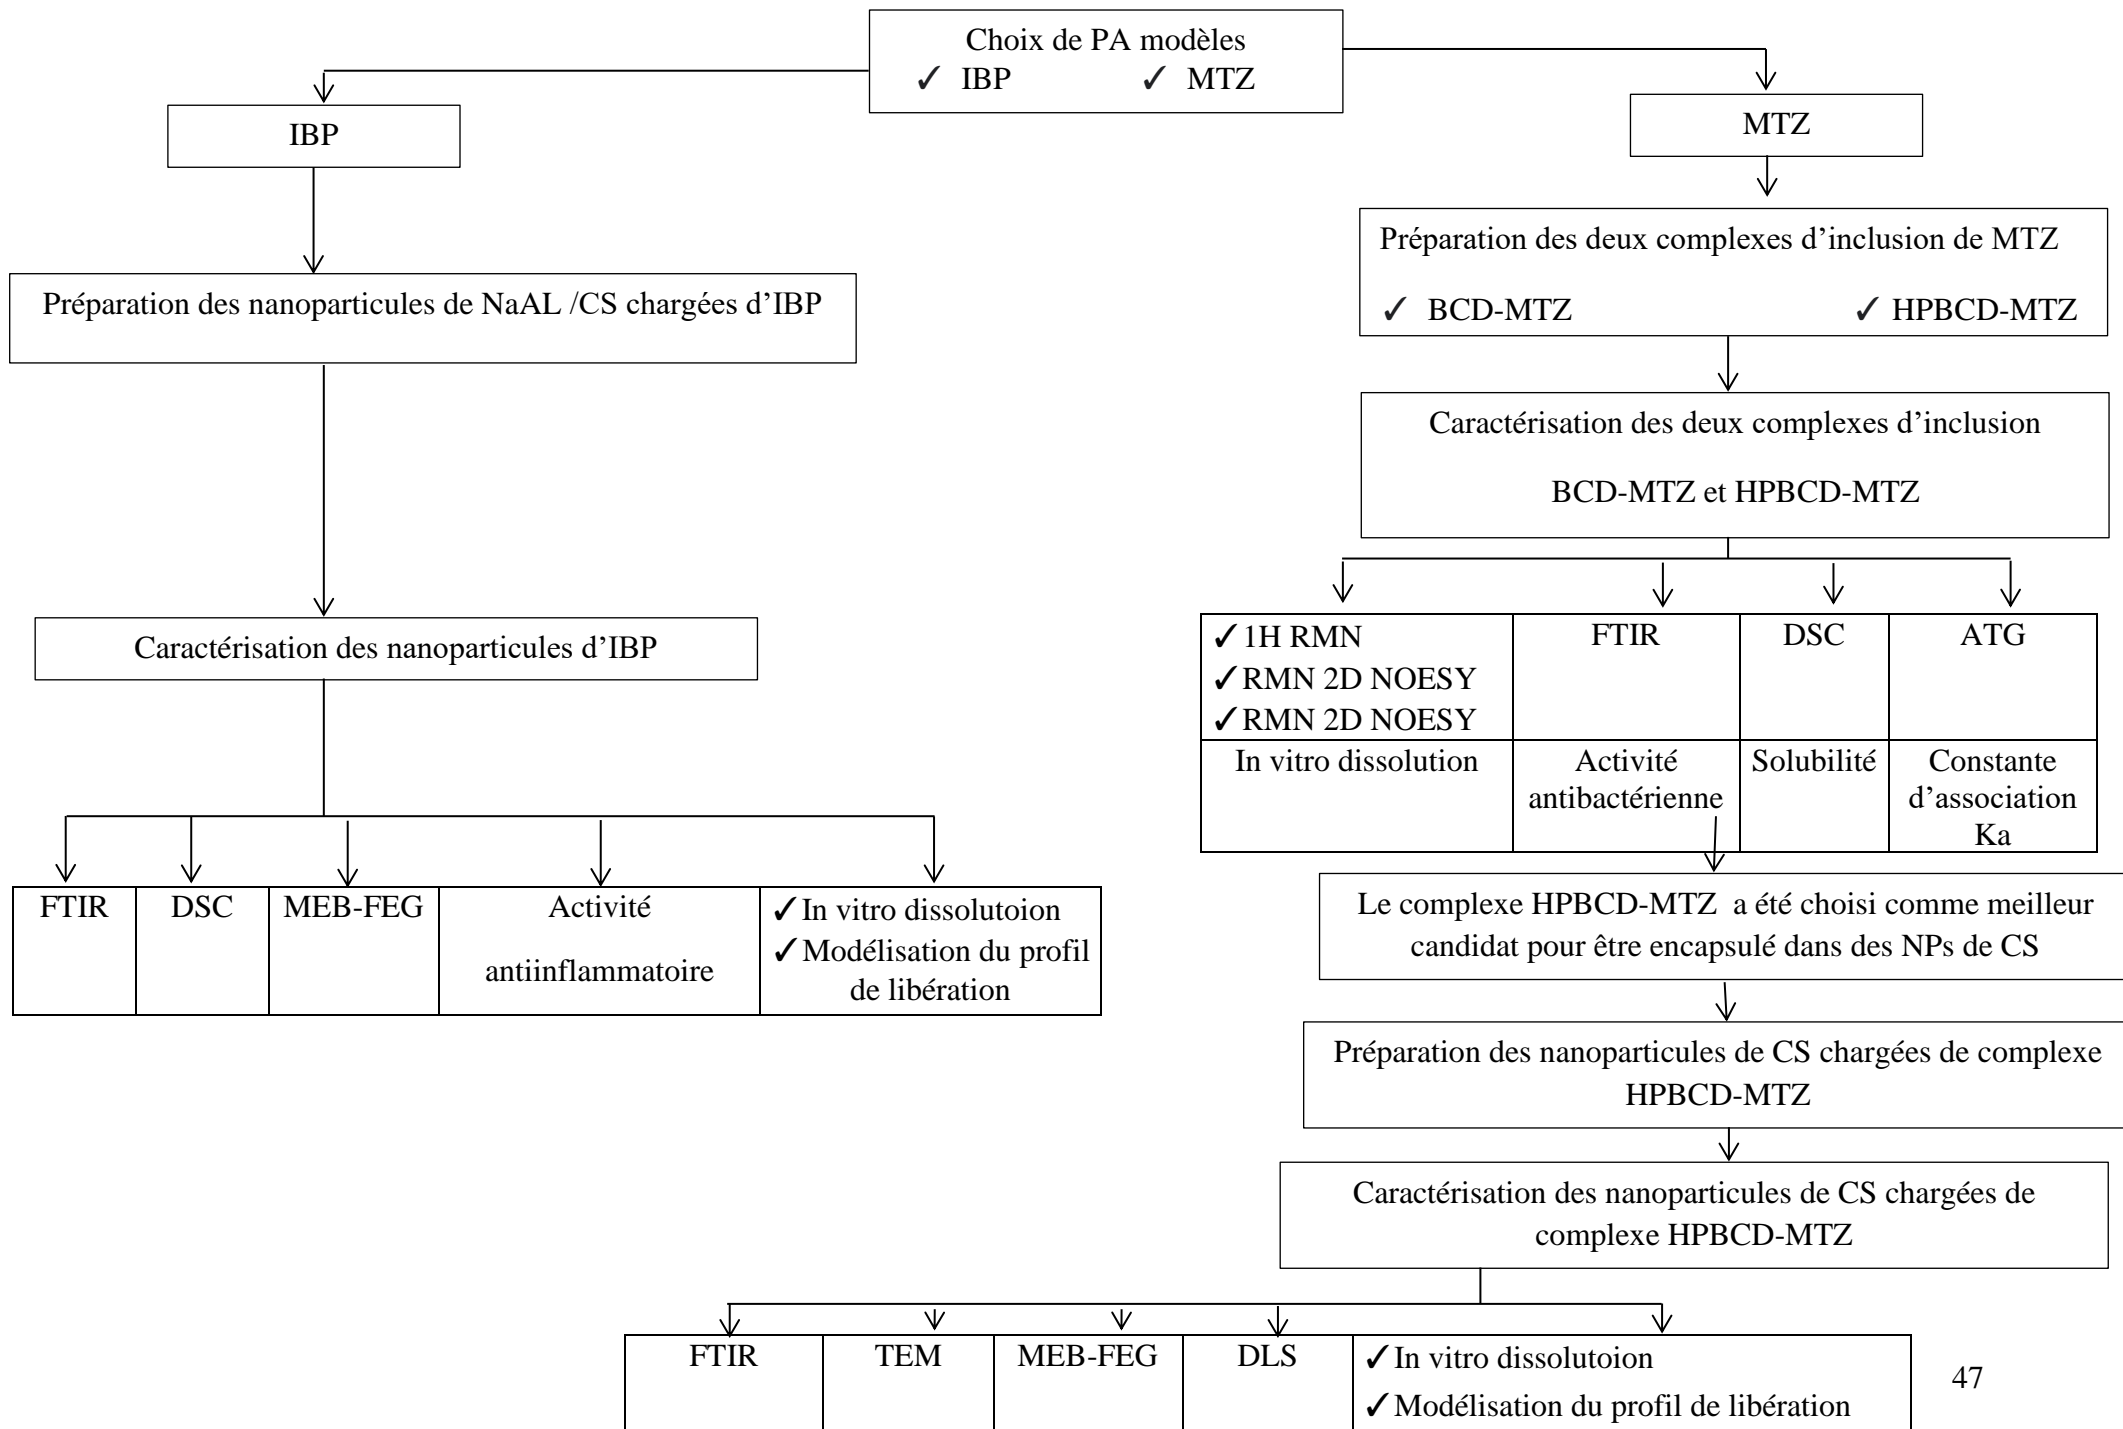 Choix de PA modèles
✓ IBP ✓ MTZ
IBP
Préparation des nanoparticules de NaAL /CS chargées d’IBP
Caractérisation des nanoparticules d’IBP
FTIR
DSC
MEB-FEG
Activité
antiinflammatoire
✓In vitro dissolutoion
✓Modélisation du profil
de libération
MTZ
Préparation des deux complexes d’inclusion de MTZ
✓ BCD-MTZ ✓ HPBCD-MTZ
Caractérisation des deux complexes d’inclusion
BCD-MTZ et HPBCD-MTZ
✓1H RMN
✓RMN 2D NOESY
✓RMN 2D NOESY
FTIR
DSC
ATG
In vitro dissolution
Activité
antibactérienne
Solubilité
Constante
d’association
Ka
Le complexe HPBCD-MTZ a été choisi comme meilleur
candidat pour être encapsulé dans des NPs de CS
Préparation des nanoparticules de CS chargées de complexe
HPBCD-MTZ
Caractérisation des nanoparticules de CS chargées de
complexe HPBCD-MTZ
FTIR
TEM
MEB-FEG
DLS
✓In vitro dissolutoion
✓Modélisation du profil de libération
47